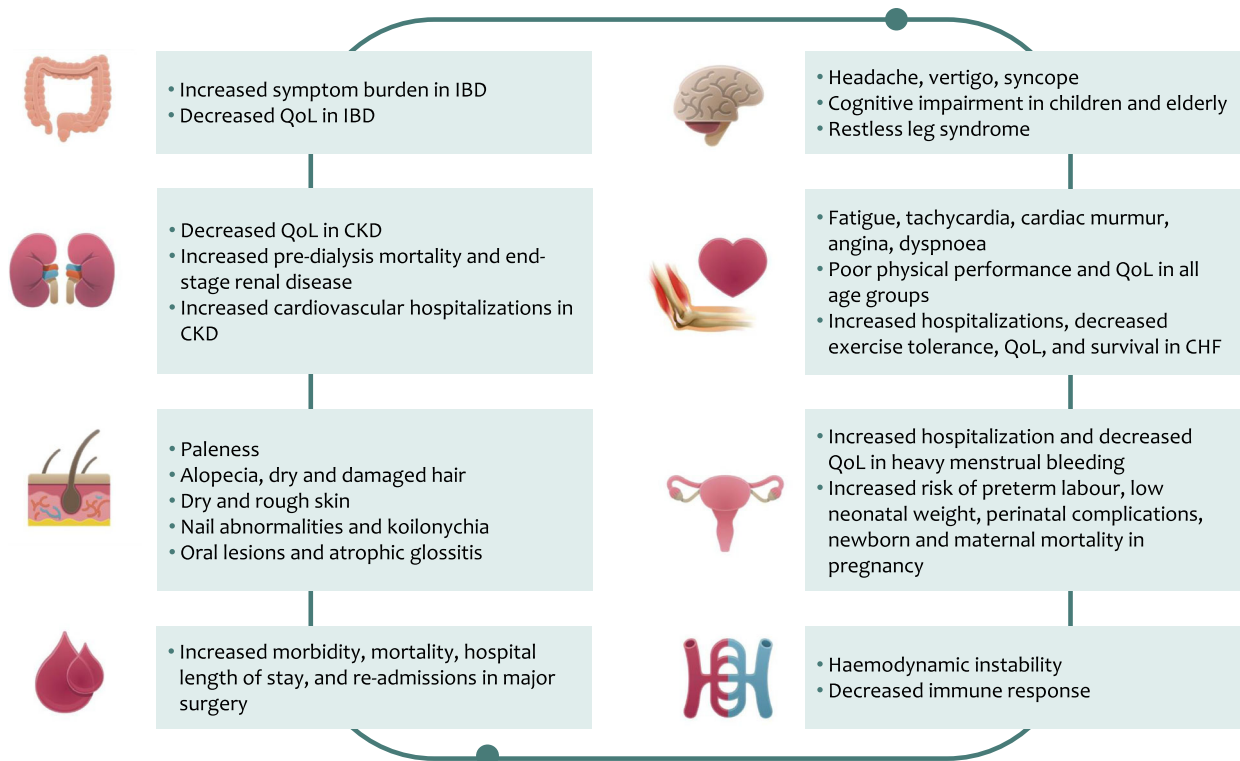 • Increased symptom burden in IBD
• Decreased QoL in IBD
• Decreased QoL in CKD
• Increased pre-dialysis mortality and end-
stage renal disease
• Increased cardiovascular hospitalizations in
CKD
• Paleness
• Alopecia, dry and damaged hair
• Dry and rough skin
• Nail abnormalities and koilonychia
• Oral lesions and atrophic glossitis
• Increased morbidity, mortality, hospital
length of stay, and re-admissions in major
surgery
• Headache, vertigo, syncope
• Cognitive impairment in children and elderly
• Restless leg syndrome
• Fatigue, tachycardia, cardiac murmur,
angina, dyspnoea
• Poor physical performance and QoL in all
age groups
• Increased hospitalizations, decreased
exercise tolerance, QoL, and survival in CHF
• Increased hospitalization and decreased
QoL in heavy menstrual bleeding
• Increased risk of preterm labour, low
neonatal weight, perinatal complications,
newborn and maternal mortality in
pregnancy
• Haemodynamic instability
• Decreased immune response